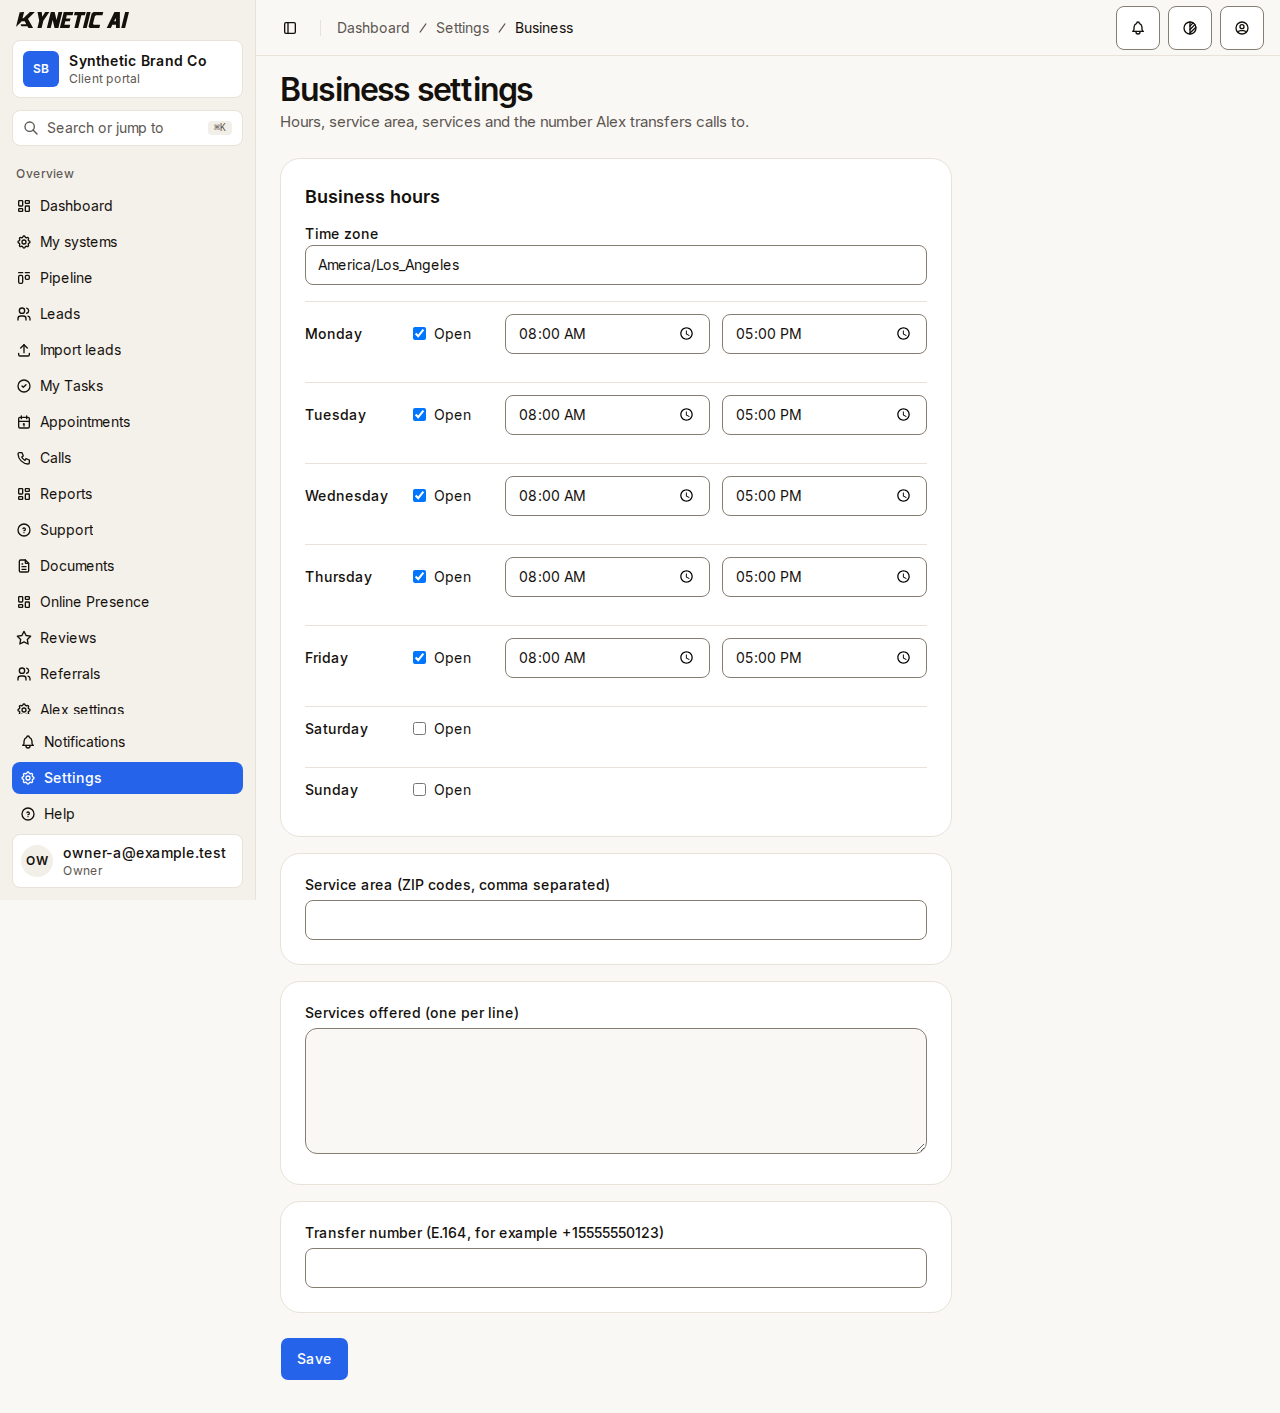 KYNETIC AI
SB
Synthetic Brand Co
Client portal
Search or jump to
⌘K
Overview
Dashboard
My systems
Pipeline
Leads
Import leads
My Tasks
Appointments
Calls
Reports
Support
Documents
Online Presence
Reviews
Referrals
Alex settings
Notifications
Settings
Help
OW
owner-a@example.test
Owner
Dashboard / Settings / Business
Business settings
Hours, service area, services and the number Alex transfers calls to.
Business hours
Time zone
America/Los_Angeles
Monday Open 08:00 AM 05:00 PM
Tuesday Open 08:00 AM 05:00 PM
Wednesday Open 08:00 AM 05:00 PM
Thursday Open 08:00 AM 05:00 PM
Friday Open 08:00 AM 05:00 PM
Saturday Open
Sunday Open
Service area (ZIP codes, comma separated)
Services offered (one per line)
Transfer number (E.164, for example +15555550123)
Save